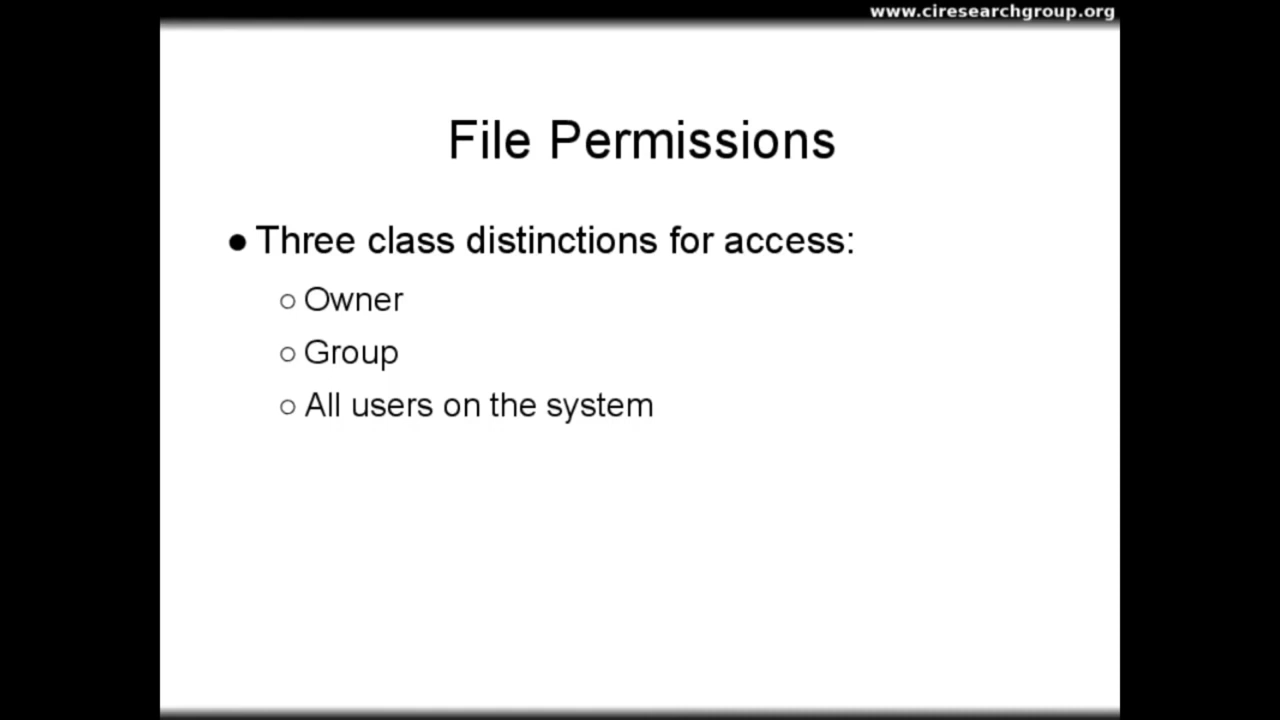 www.ciresearchgroup.org
File Permissions
● Three class distinctions for access:
○ Owner
○ Group
○ All users on the system